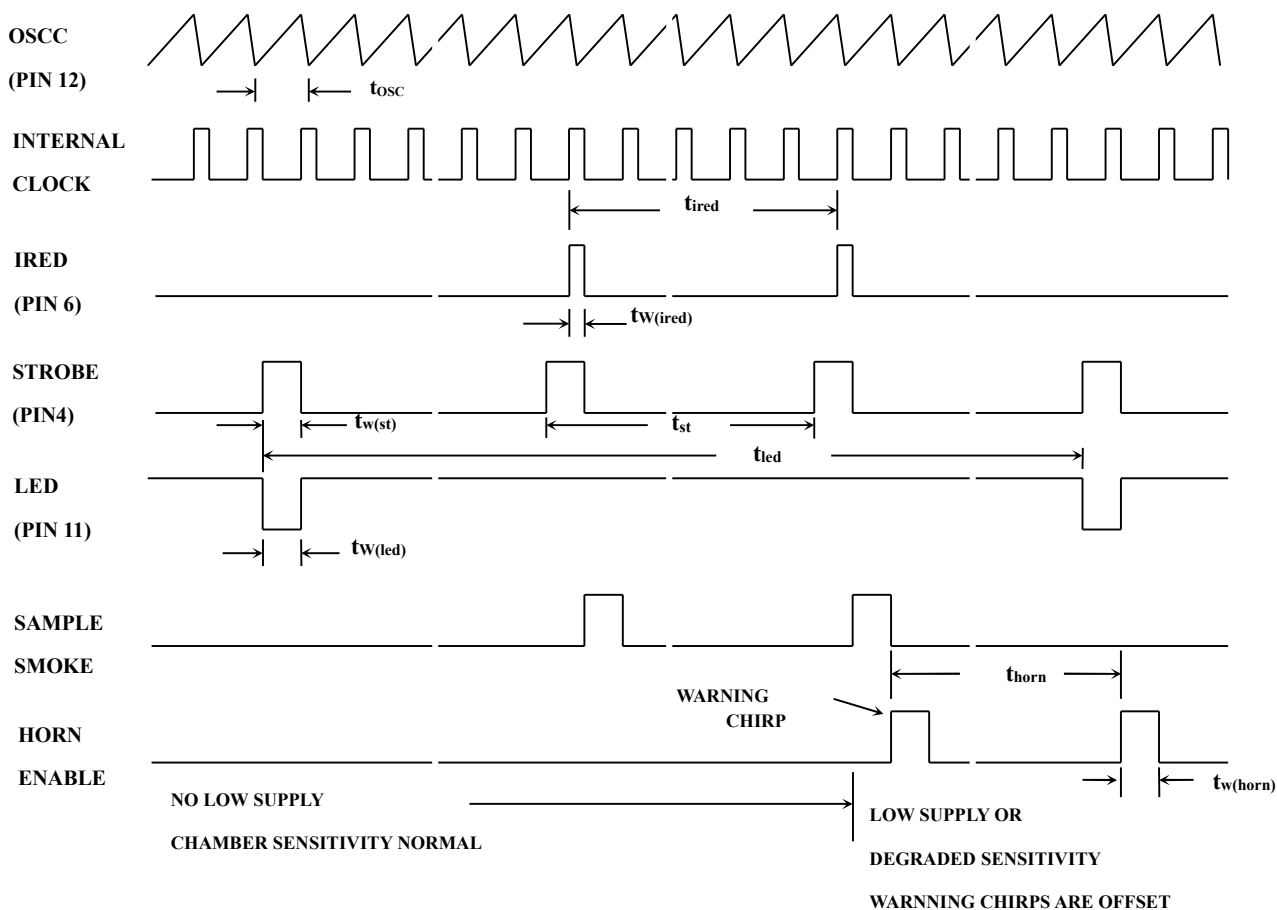 OSCC
(PIN 12)
tOSC
INTERNAL
CLOCK
tired
IRED
(PIN 6)
tW(ired)
STROBE
(PIN4)
tw(st)
tst
tled
LED
(PIN 11)
tW(led)
SAMPLE
SMOKE
thorn
WARNING
CHIRP
HORN
ENABLE
tw(horn)
NO LOW SUPPLY
CHAMBER SENSITIVITY NORMAL
LOW SUPPLY OR
DEGRADED SENSITIVITY
WARNNING CHIRPS ARE OFFSET